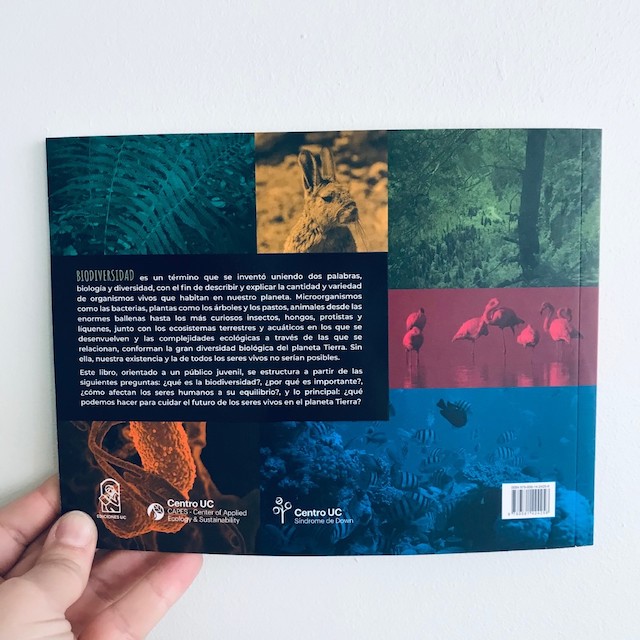 BIODIVERSIDAD es un término que se inventó uniendo dos palabras,
biología y diversidad, con el fin de describir y explicar la cantidad y variedad
de organismos vivos que habitan en nuestro planeta. Microorganismos
como las bacterias, plantas como los árboles y los pastos, animales desde las
enormes ballenas hasta los más curiosos insectos, hongos, protistas y
líquenes, junto con los ecosistemas terrestres y acuáticos en los que se
desenvuelven y las complejidades ecológicas a través de las que se
relacionan, conforman la gran diversidad biológica del planeta Tierra. Sin
ella, nuestra existencia y la de todos los seres vivos no serían posibles.
Este libro, orientado a un público juvenil, se estructura a partir de las
siguientes preguntas: ¿qué es la biodiversidad?, ¿por qué es importante?,
¿cómo afectan los seres humanos a su equilibrio?, y lo principal: ¿qué
podemos hacer para cuidar el futuro de los seres vivos en el planeta Tierra?
EDICIONES UC
Centro UC
CAPES - Center of Applied
Ecology & Sustainability
Centro UC
Síndrome de Down